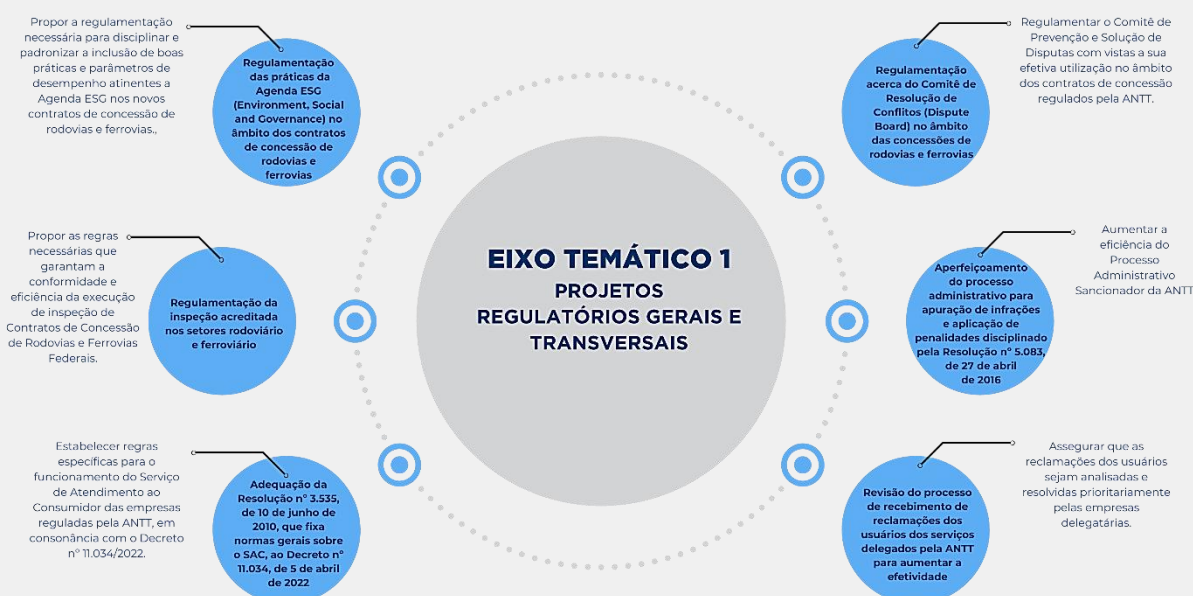 Propor a regulamentação
necessária para disciplinar e
padronizar a inclusão de boas
práticas e parâmetros de
desempenho atinentes a
Agenda ESG nos novos
contratos de concessão de
rodovias e ferrovias.,
Regulamentação
das práticas da
Agenda ESG
(Environment, Social
and Governance) no
âmbito dos contratos
de concessão de
rodovias e
ferrovias
Propor as regras
necessárias que
garantam a
conformidade e
eficiência da execução
de inspeção de
Contratos de Concessão
de Rodovias e Ferrovias
Federais.
Regulamentação da
inspeção acreditada
nos setores rodoviário
e ferroviário
Estabelecer regras
específicas para o
funcionamento do Serviço
de Atendimento ao
Consumidor das empresas
reguladas pela ANTT, em
consonância com o Decreto
nº 11.034/2022.
Adequação da
Resolução nº 3.535,
de 10 de junho de
2010, que fixa
normas gerais sobre
o SAC, ao Decreto nº
11.034, de 5 de abril
de 2022
EIXO TEMÁTICO 1
PROJETOS
REGULATÓRIOS GERAIS E
TRANSVERSAIS
Regulamentação
acerca do Comitê de
Resolução de
Conflitos (Dispute
Board) no âmbito
das concessões de
rodovias e ferrovias
Regulamentar o Comitê de
Prevenção e Solução de
Disputas com vistas a sua
efetiva utilização no âmbito
dos contratos de concessão
regulados pela ANTT.
Aperfeiçoamento
do processo
administrativo para
apuração de infrações
e aplicação de
penalidades disciplinado
pela Resolução nº 5.083,
de 27 de abril
de 2016
Aumentar a
eficiência do
Processo
Administrativo
Sancionador da ANTT
Revisão do processo
de recebimento de
reclamações dos
usuários dos serviços
delegados pela ANTT
para aumentar a
efetividade
Assegurar que as
reclamações dos usuários
sejam analisadas e
resolvidas prioritariamente
pelas empresas
delegatárias.